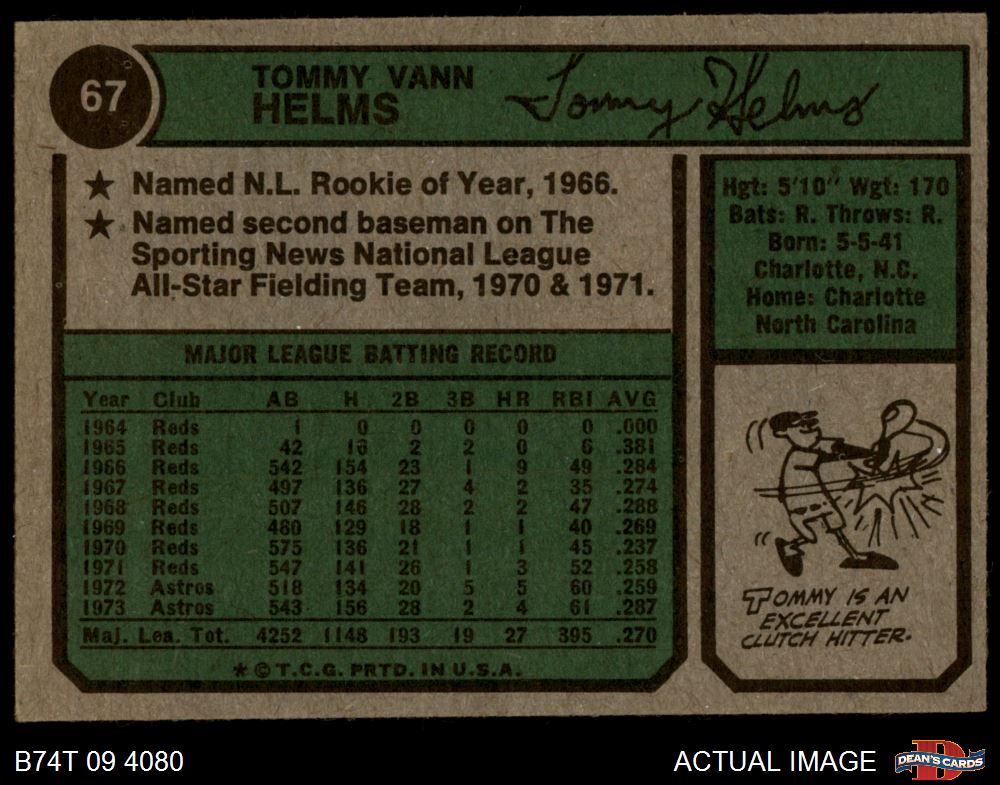 67
TOMMY VANN
HELMS
Tommy Helms
★ Named N.L. Rookie of Year, 1966.
★ Named second baseman on The
Sporting News National League
All-Star Fielding Team, 1970 & 1971.
Hgt: 5'10" Wgt: 170
Bats: R. Throws: R.
Born: 5-5-41
Charlotte, N.C.
Home: Charlotte
North Carolina
MAJOR LEAGUE BATTING RECORD
Year Club AB H 2B 3B HR RBI AVG
1964 Reds 1 0 0 0 0 0 .000
1965 Reds 42 16 2 2 0 6 .381
1966 Reds 542 154 23 1 9 49 .284
1967 Reds 497 136 27 4 2 35 .274
1968 Reds 507 146 28 2 2 47 .288
1969 Reds 480 129 18 1 1 40 .269
1970 Reds 575 136 21 1 1 45 .237
1971 Reds 547 141 26 1 3 52 .258
1972 Astros 518 134 20 5 5 60 .259
1973 Astros 543 156 28 2 4 61 .287
Maj. Lea. Tot. 4252 1148 193 19 27 395 .270
* © T.C.G. PRTD. IN U.S.A.
TOMMY IS AN
EXCELLENT
CLUTCH HITTER.
B74T 09 4080
ACTUAL IMAGE
DEAN'S CARDS